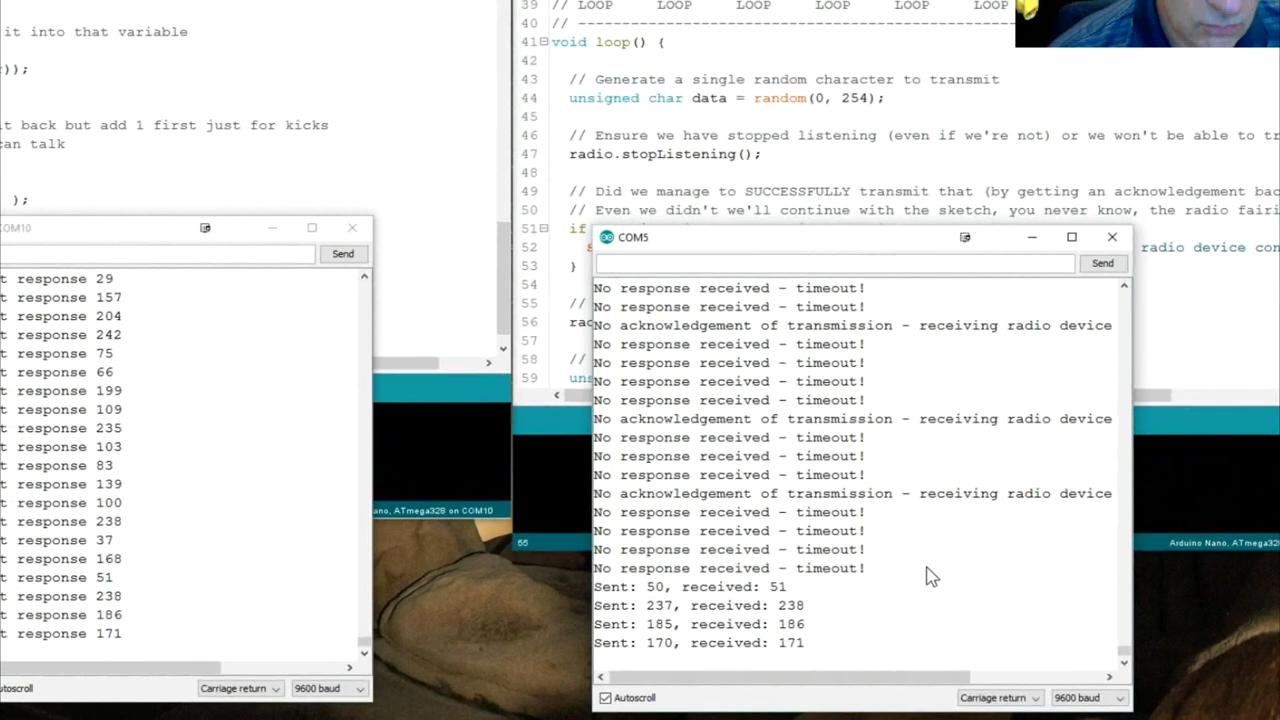 it into that variable
));
it back but add 1 first just for kicks
can talk
);
39 // LOOP LOOP LOOP LOOP LOOP
40 // 
41 void loop() {
42
43 // Generate a single random character to transmit
44 unsigned char data = random(0, 254);
45
46 // Ensure we have stopped listening (even if we're not) or we won't be able to tr
47 radio.stopListening();
48
49 // Did we manage to SUCCESSFULLY transmit that (by getting an acknowledgement bac
50 // Even we didn't we'll continue with the sketch, you never know, the radio fairi
51 if
52 radio device con
53 }
54
55 //
56 rad
57
58 //
59 uns
COM10
Send
t response 29
t response 157
t response 204
t response 242
t response 75
t response 66
t response 199
t response 109
t response 235
t response 103
t response 83
t response 139
t response 100
t response 238
t response 37
t response 168
t response 51
t response 238
t response 186
t response 171
utoscroll Carriage return 9600 baud
ano, ATmega328 on COM10
COM5
Send
No response received - timeout!
No response received - timeout!
No acknowledgement of transmission - receiving radio device
No response received - timeout!
No response received - timeout!
No response received - timeout!
No response received - timeout!
No acknowledgement of transmission - receiving radio device
No response received - timeout!
No response received - timeout!
No response received - timeout!
No acknowledgement of transmission - receiving radio device
No response received - timeout!
No response received - timeout!
No response received - timeout!
No response received - timeout!
Sent: 50, received: 51
Sent: 237, received: 238
Sent: 185, received: 186
Sent: 170, received: 171
Autoscroll Carriage return 9600 baud
55 Arduino Nano, ATmega328